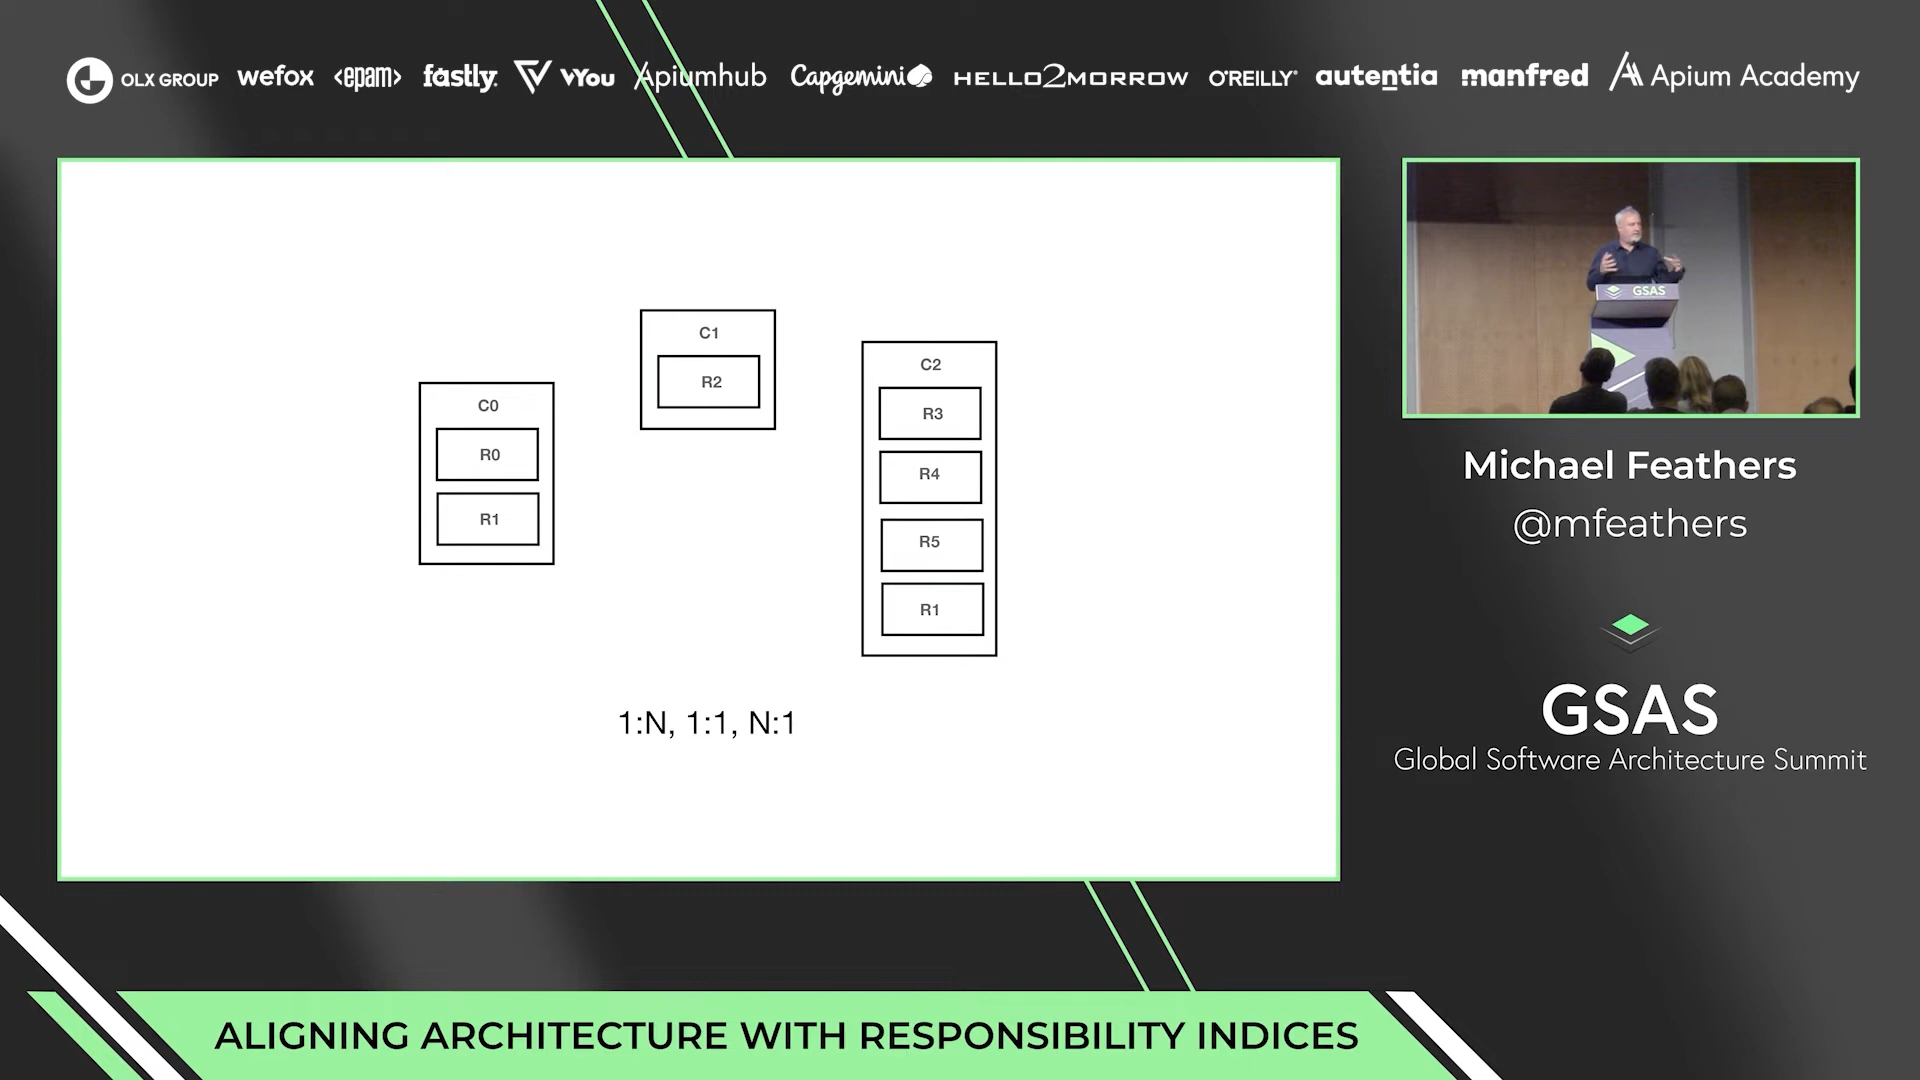 OLX GROUP wefox <epam> fastly. VYou Apiumhub Capgemini HELLO2MORROW O'REILLY® autentia manfred Apium Academy
C1
R2
C0
R0
R1
C2
R3
R4
R5
R1
1:N, 1:1, N:1
GSAS
Michael Feathers
@mfeathers
GSAS
Global Software Architecture Summit
ALIGNING ARCHITECTURE WITH RESPONSIBILITY INDICES